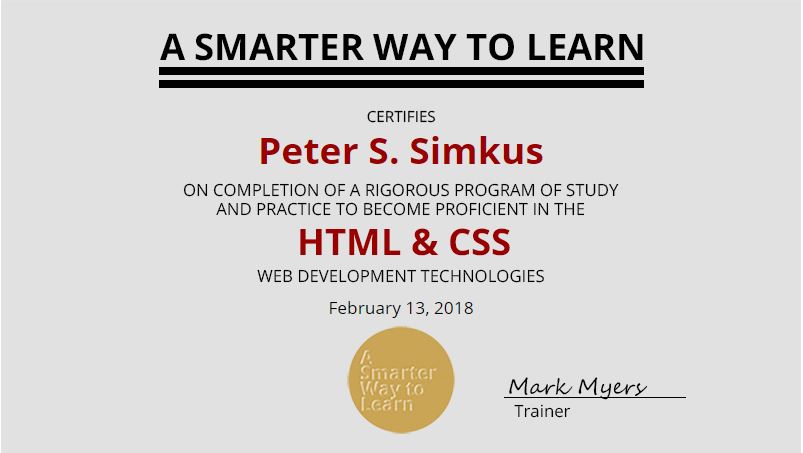 A SMARTER WAY TO LEARN
CERTIFIES
Peter S. Simkus
ON COMPLETION OF A RIGOROUS PROGRAM OF STUDY
AND PRACTICE TO BECOME PROFICIENT IN THE
HTML & CSS
WEB DEVELOPMENT TECHNOLOGIES
February 13, 2018
A
Smarter
Way to
Learn
Mark Myers
Trainer